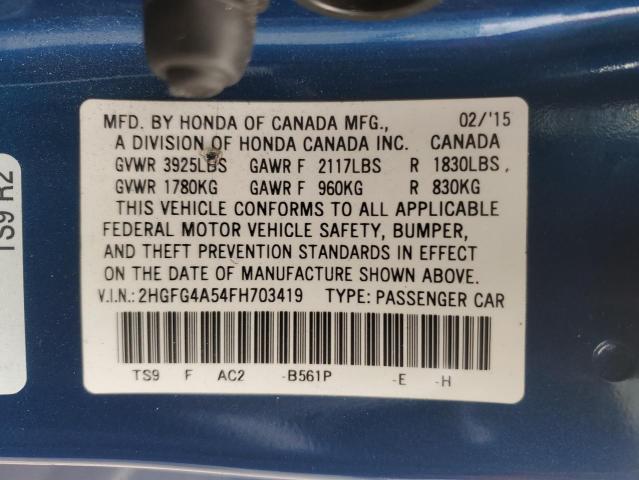 MFD. BY HONDA OF CANADA MFG., 02/'15
A DIVISION OF HONDA CANADA INC. CANADA
GVWR 3925LBS GAWR F 2117LBS R 1830LBS.
GVWR 1780KG GAWR F 960KG R 830KG
THIS VEHICLE CONFORMS TO ALL APPLICABLE
FEDERAL MOTOR VEHICLE SAFETY, BUMPER,
AND THEFT PREVENTION STANDARDS IN EFFECT
ON THE DATE OF MANUFACTURE SHOWN ABOVE.
V.I.N.: 2HGFG4A54FH703419 TYPE: PASSENGER CAR
TS9 F AC2 -B561P -E -H
TS9 R2